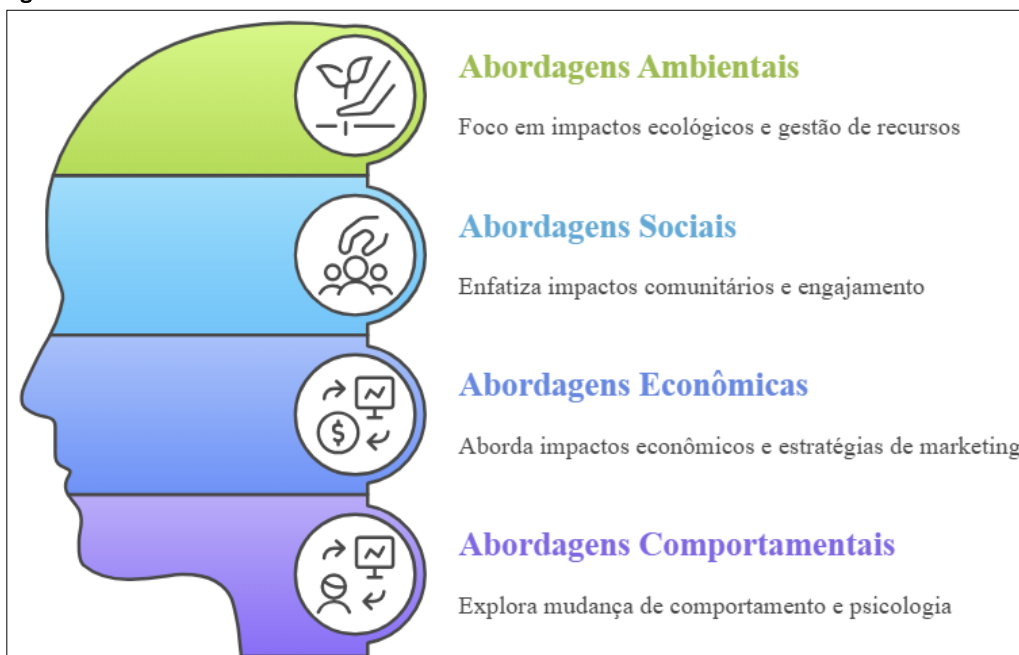 Abordagens Ambientais
Foco em impactos ecológicos e gestão de recursos
Abordagens Sociais
Enfatiza impactos comunitários e engajamento
Abordagens Econômicas
Aborda impactos econômicos e estratégias de marketing
Abordagens Comportamentais
Explora mudança de comportamento e psicologia